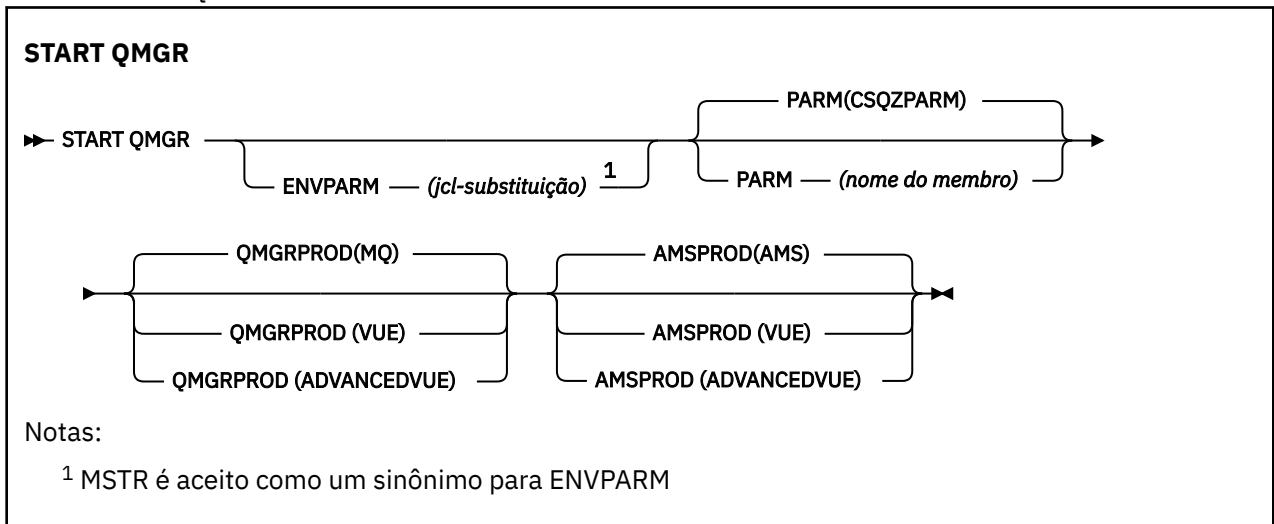 START QMGR
PARM(CSQZPARM)
START QMGR
ENVPARM (jcl-substituição) 1
PARM (nome do membro)
QMGRPROD(MQ) AMSPROD(AMS)
QMGRPROD (VUE) AMSPROD (VUE)
QMGRPROD (ADVANCEDVUE) AMSPROD (ADVANCEDVUE)
Notas:
1 MSTR é aceito como um sinônimo para ENVPARM